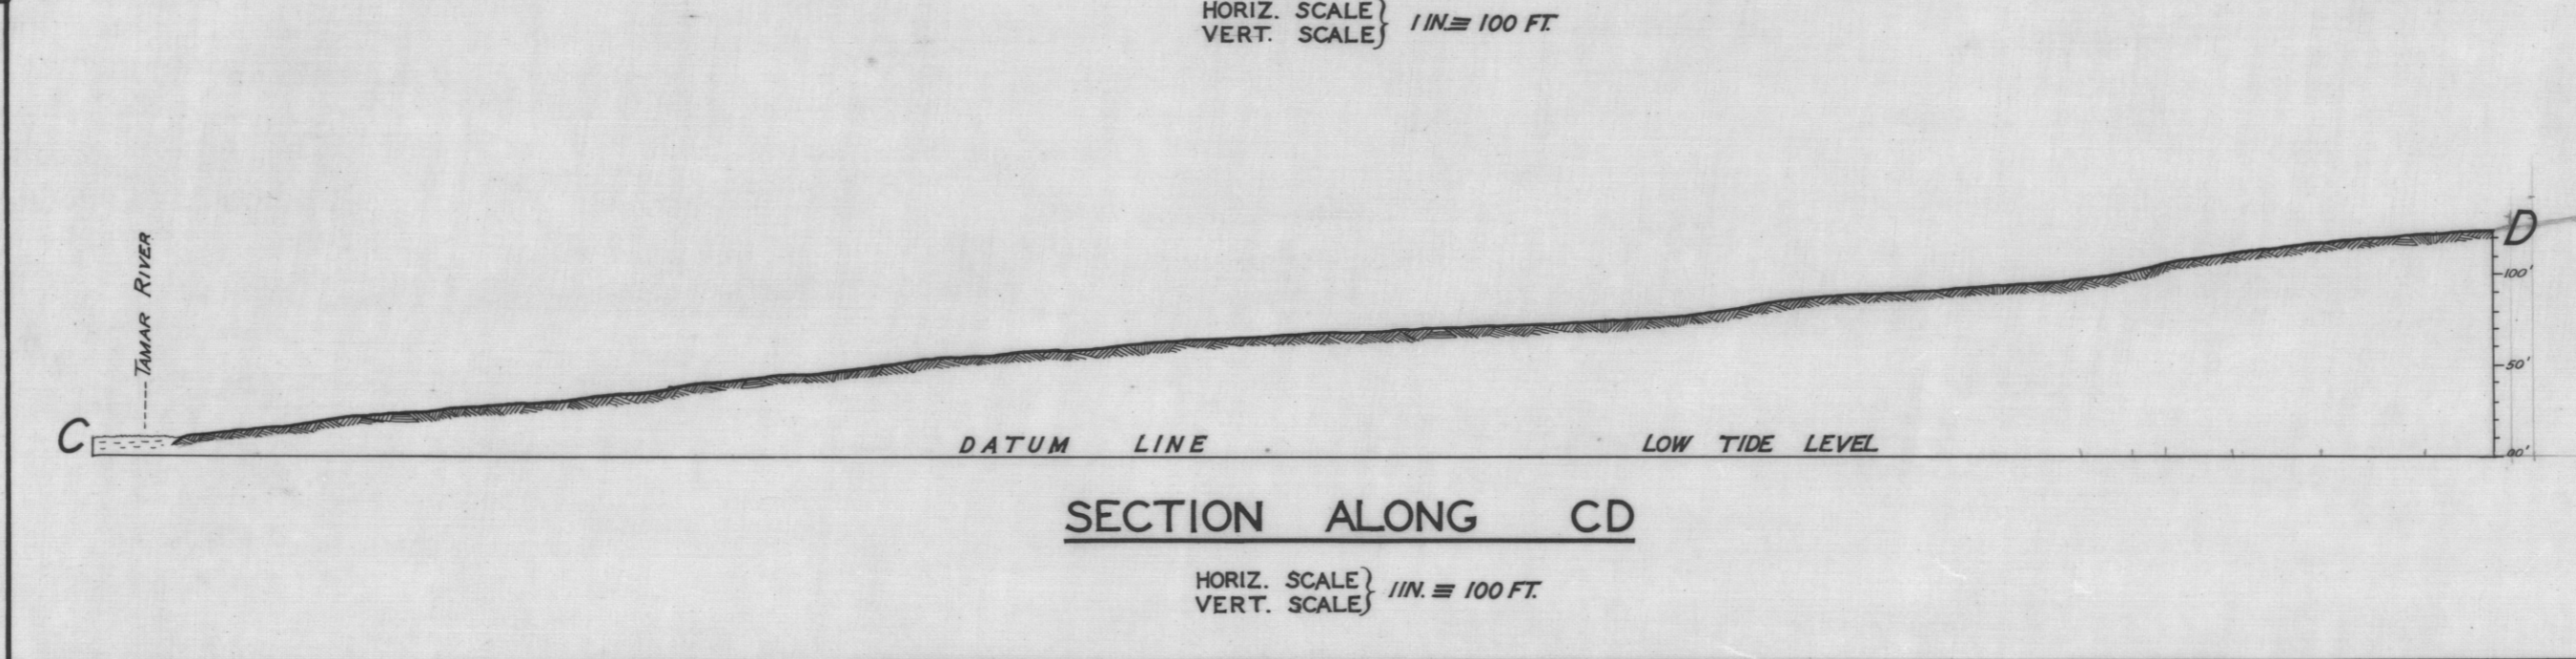 HORIZ. SCALE} 1 IN ≡ 100 FT.
VERT. SCALE}
TAMAR RIVER
D
100'
50'
C
DATUM LINE LOW TIDE LEVEL
00'
SECTION ALONG CD
HORIZ. SCALE} 1 IN. ≡ 100 FT.
VERT. SCALE}